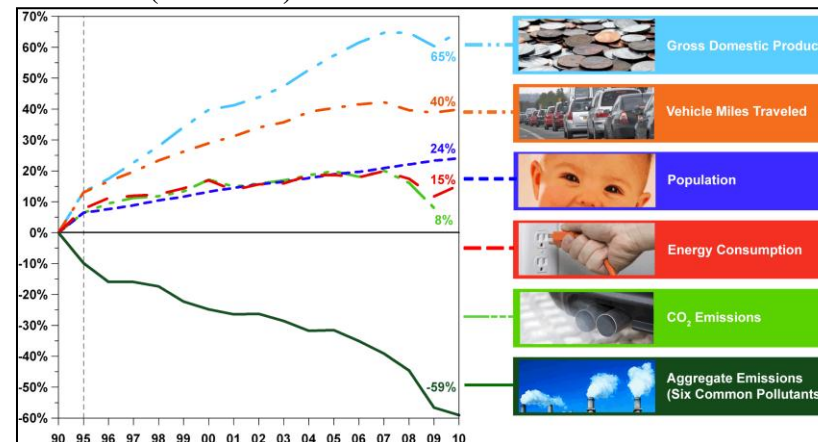 70%
60%
50%
40%
30%
20%
10%
0%
-10%
-20%
-30%
-40%
-50%
-60%
90 95 96 97 98 99 00 01 02 03 04 05 06 07 08 09 10
65%
40%
24%
15%
8%
-59%
Gross Domestic Produc
Vehicle Miles Traveled
Population
Energy Consumption
CO₂ Emissions
Aggregate Emissions
(Six Common Pollutants